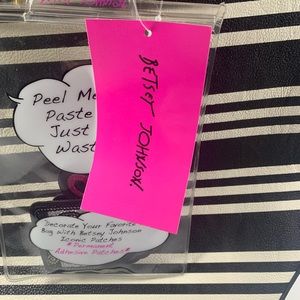 BETSEY JOHNSON
Peel Me
Paste
Just
Wast
Decorate Your Favorite
Bag With Betsey Johnson
Iconic Patches
*Permanent
Adhesive Patches*